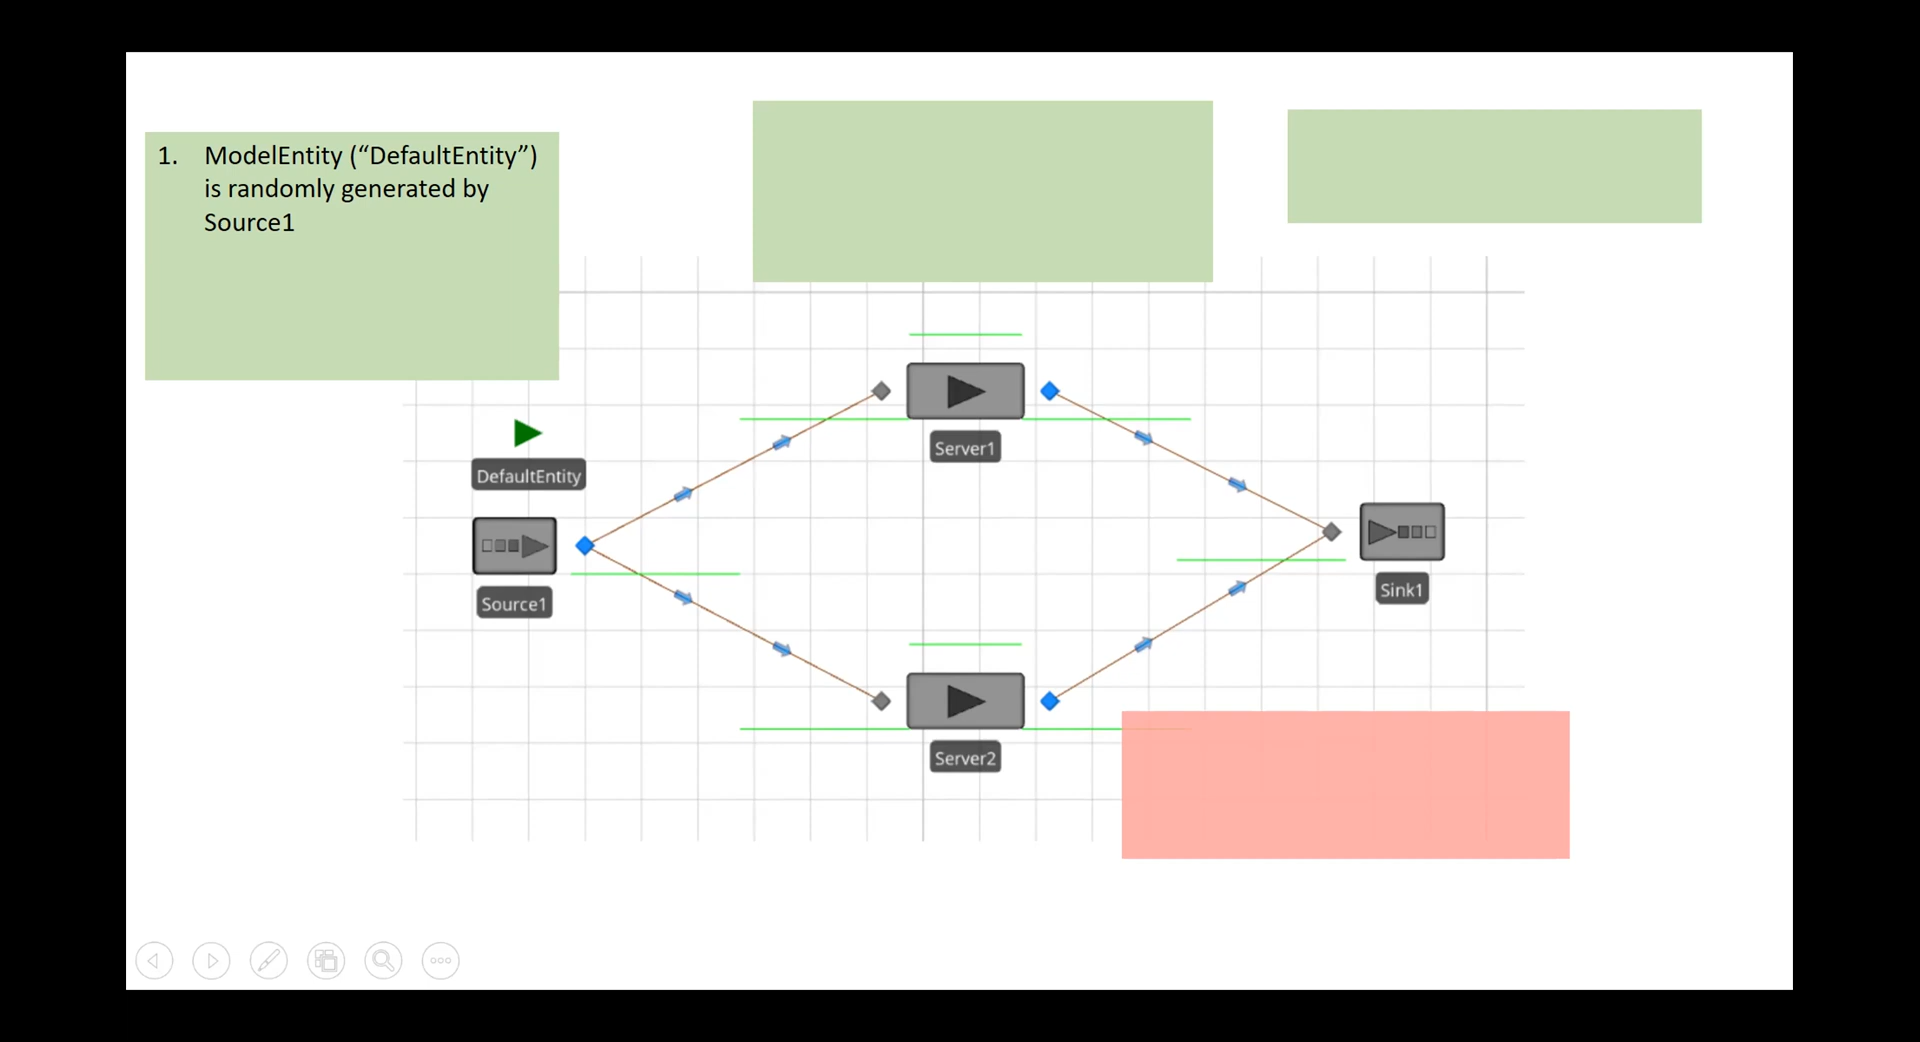 1. ModelEntity (“DefaultEntity”)
is randomly generated by
Source1
Server1
DefaultEntity
Source1
Sink1
Server2